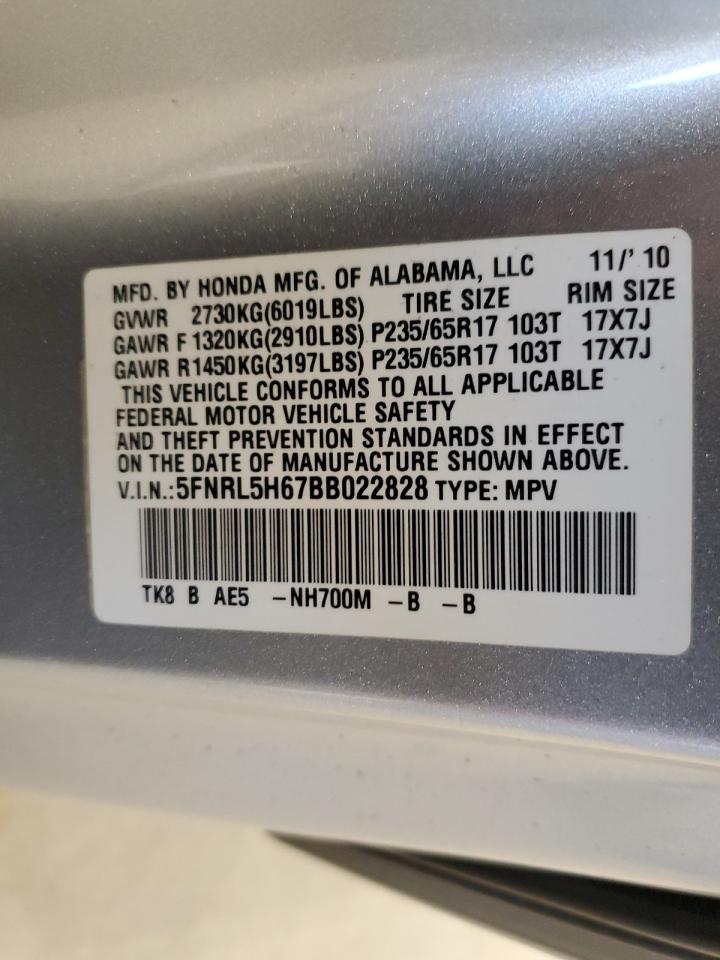 MFD. BY HONDA MFG. OF ALABAMA, LLC 11/' 10
GVWR 2730KG(6019LBS) TIRE SIZE RIM SIZE
GAWR F 1320KG(2910LBS) P235/65R17 103T 17X7J
GAWR R1450KG(3197LBS) P235/65R17 103T 17X7J
THIS VEHICLE CONFORMS TO ALL APPLICABLE
FEDERAL MOTOR VEHICLE SAFETY
AND THEFT PREVENTION STANDARDS IN EFFECT
ON THE DATE OF MANUFACTURE SHOWN ABOVE.
V.I.N.:5FNRL5H67BB022828 TYPE: MPV
TK8 B AE5 -NH700M -B -B